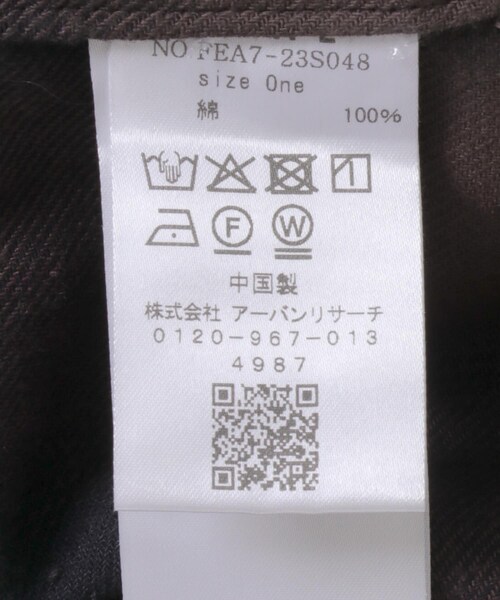 NO FEA7-23S048
size One
綿 100%
F W
中国製
株式会社 アーバンリサーチ
0120-967-013
4987